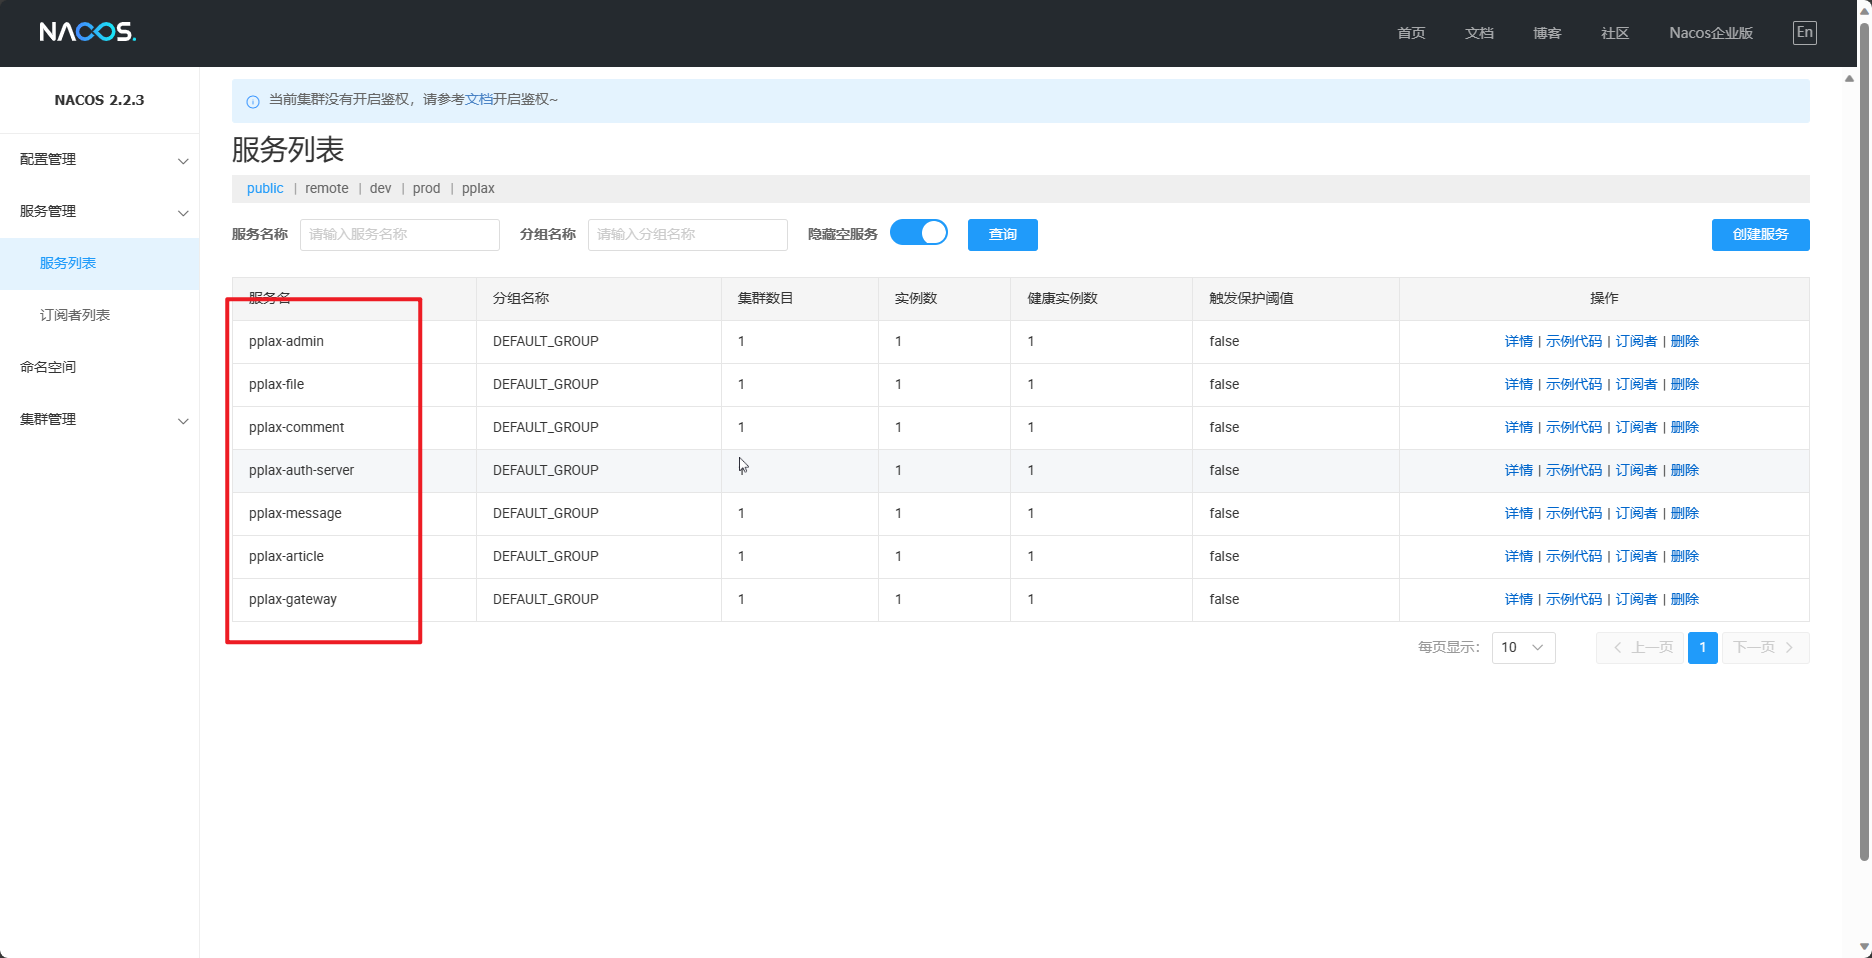 NACOS.
首页 文档 博客 社区 Nacos企业版 En
NACOS 2.2.3
配置管理
服务管理
服务列表
订阅者列表
命名空间
集群管理
当前集群没有开启鉴权，请参考文档开启鉴权~
服务列表
public | remote | dev | prod | pplax
服务名称 请输入服务名称 分组名称 请输入分组名称 隐藏空服务 查询 创建服务
服务名 分组名称 集群数目 实例数 健康实例数 触发保护阈值 操作
pplax-admin DEFAULT_GROUP 1 1 1 false 详情 | 示例代码 | 订阅者 | 删除
pplax-file DEFAULT_GROUP 1 1 1 false 详情 | 示例代码 | 订阅者 | 删除
pplax-comment DEFAULT_GROUP 1 1 1 false 详情 | 示例代码 | 订阅者 | 删除
pplax-auth-server DEFAULT_GROUP 1 1 1 false 详情 | 示例代码 | 订阅者 | 删除
pplax-message DEFAULT_GROUP 1 1 1 false 详情 | 示例代码 | 订阅者 | 删除
pplax-article DEFAULT_GROUP 1 1 1 false 详情 | 示例代码 | 订阅者 | 删除
pplax-gateway DEFAULT_GROUP 1 1 1 false 详情 | 示例代码 | 订阅者 | 删除
每页显示： 10 上一页 1 下一页